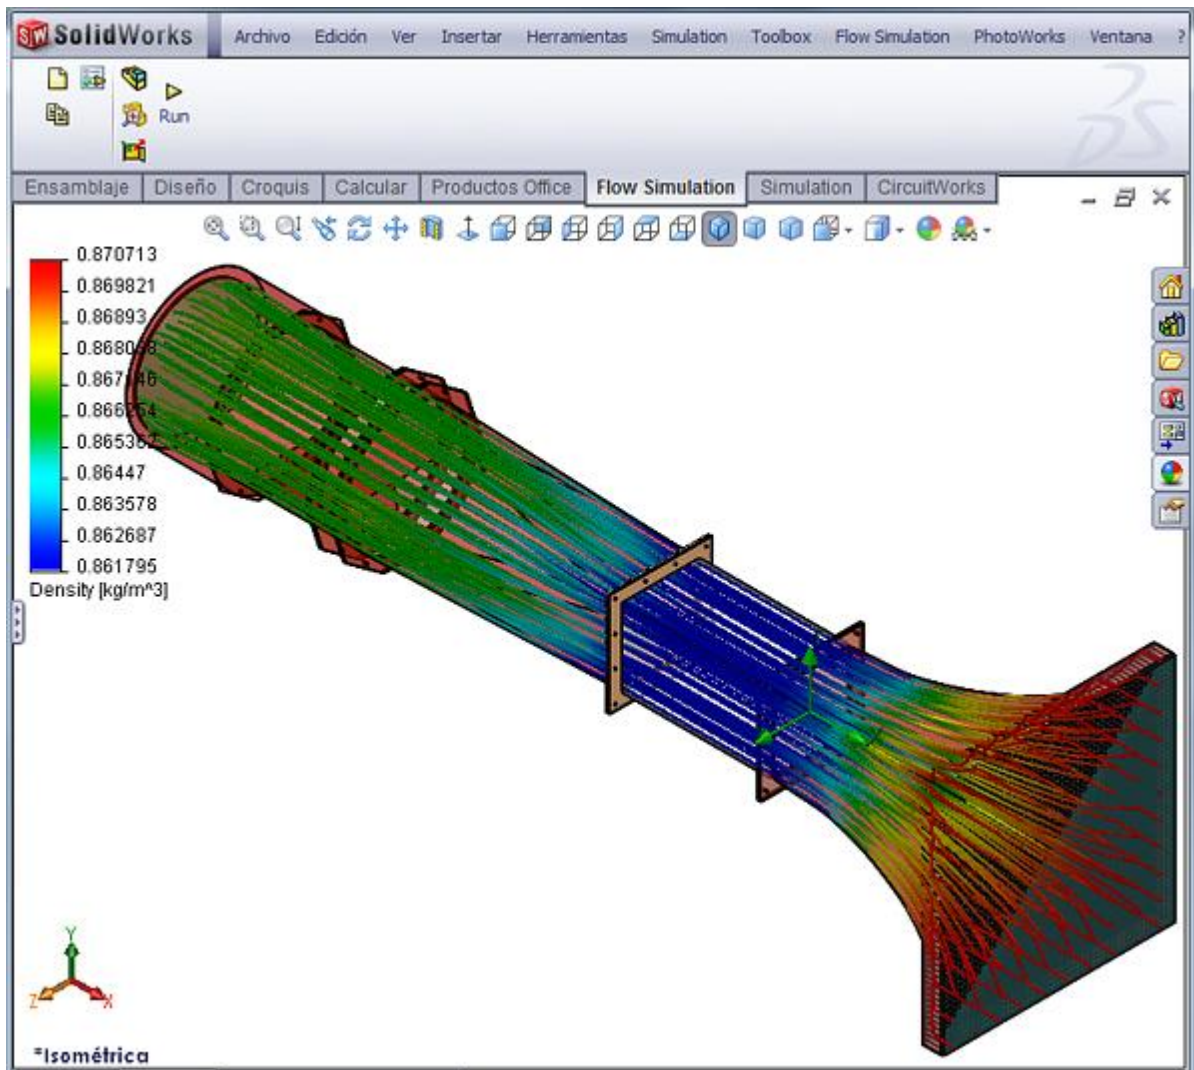 SolidWorks Archivo Edición Ver Insertar Herramientas Simulation Toolbox Flow Simulation PhotoWorks Ventana ?
Run
Ensamblaje Diseño Croquis Calcular Productos Office Flow Simulation Simulation CircuitWorks
0.870713
0.869821
0.86893
0.865362
0.86447
0.863578
0.862687
0.861795
Density [kg/m^3]
Y
Z X
*Isométrica